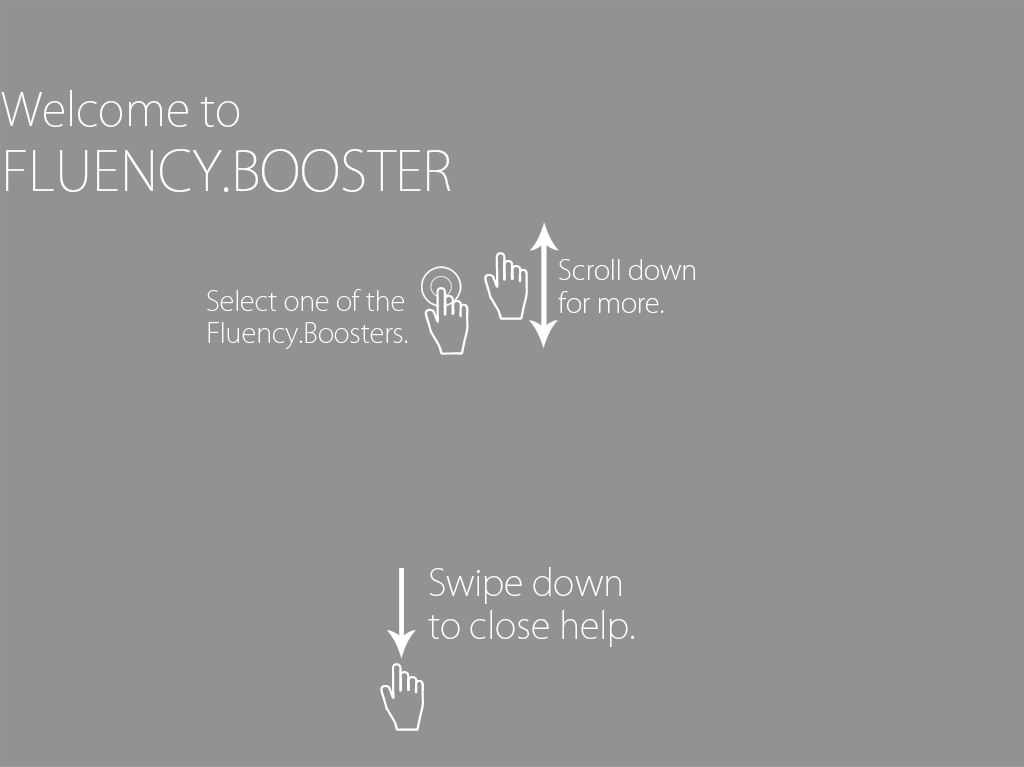 Welcome to
FLUENCY.BOOSTER
Select one of the
Fluency.Boosters.
Scroll down
for more.
Swipe down
to close help.